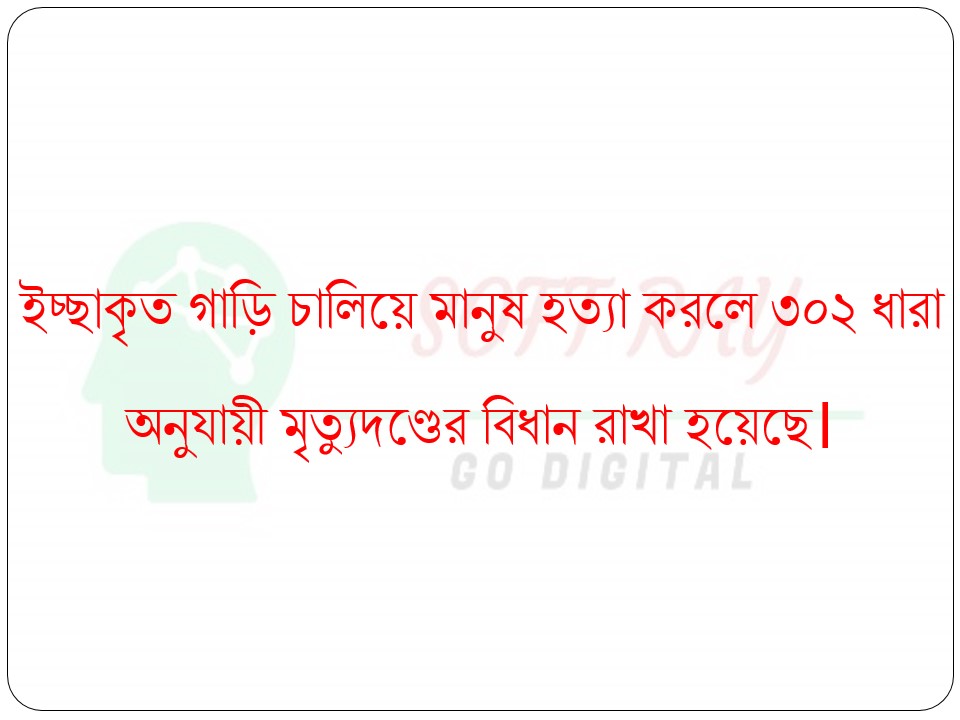 ইচ্ছাকৃত গাড়ি চালিয়ে মানুষ হত্যা করলে ৩০২ ধারা
অনুযায়ী মৃত্যুদণ্ডের বিধান রাখা হয়েছে।
SOFT RAY
GO DIGITAL